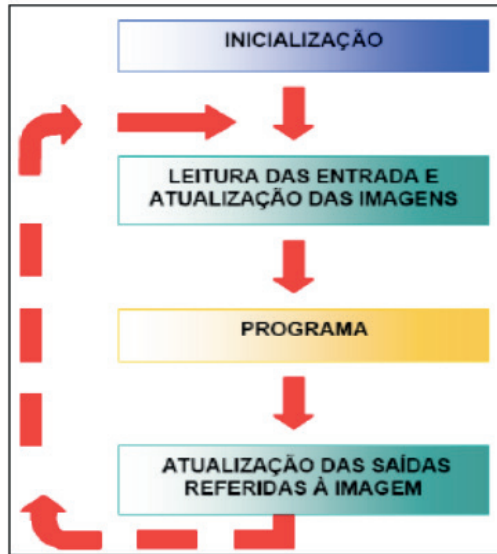 INICIALIZAÇÃO
LEITURA DAS ENTRADA E
ATUALIZAÇÃO DAS IMAGENS
PROGRAMA
ATUALIZAÇÃO DAS SAÍDAS
REFERIDAS À IMAGEM